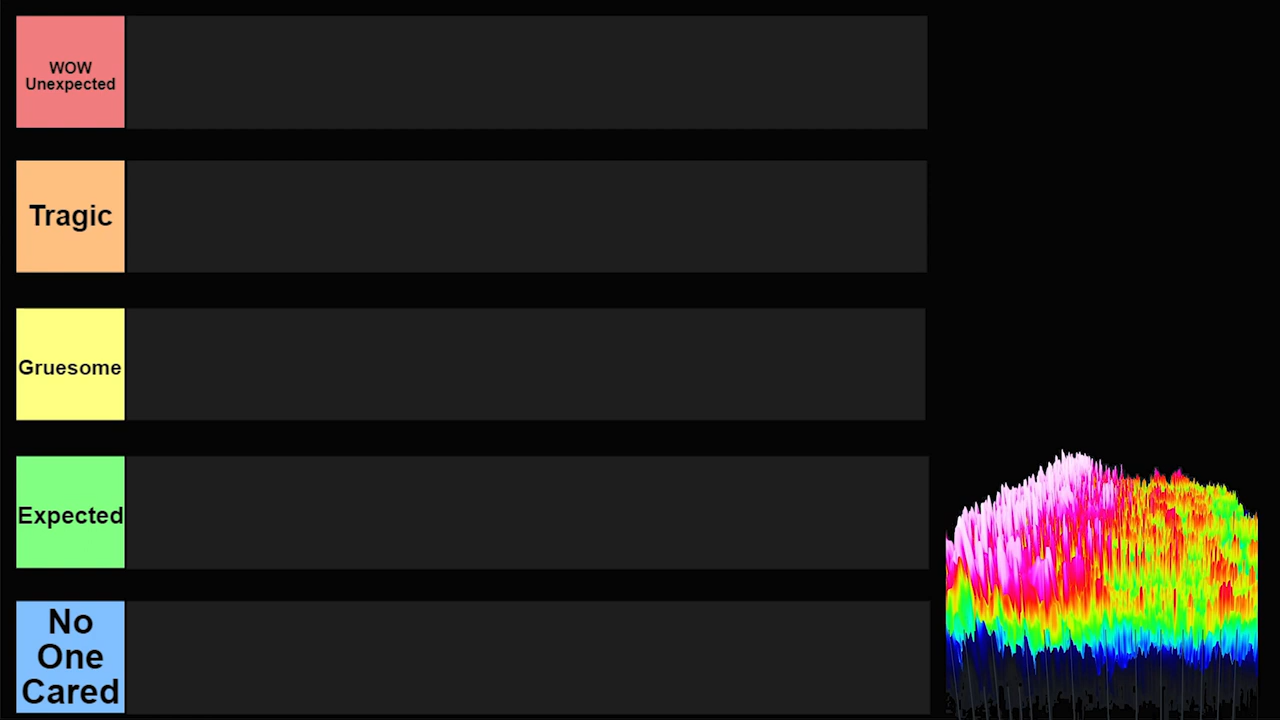 WOW
Unexpected
Tragic
Gruesome
Expected
No
One
Cared